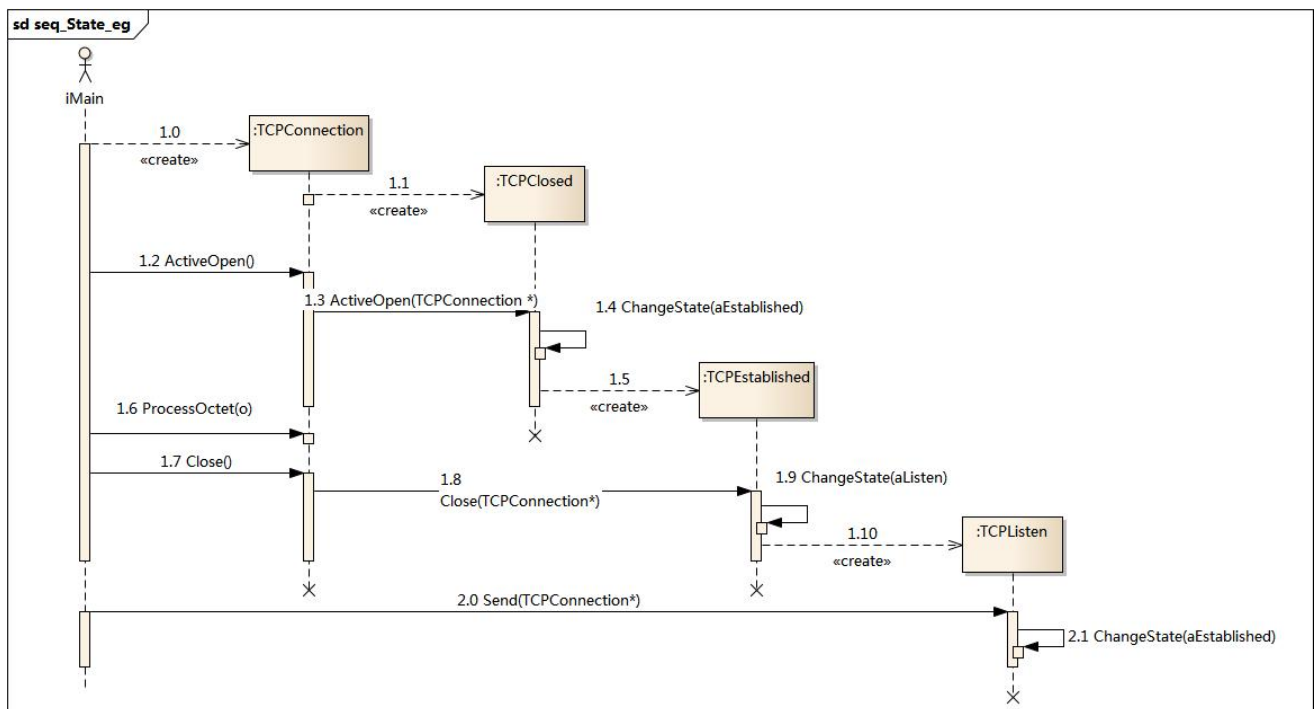 sd seq_State_eg
iMain
:TCPConnection
1.0
«create»
:TCPClosed
1.1
«create»
1.2 ActiveOpen()
1.3 ActiveOpen(TCPConnection *)
1.4 ChangeState(aEstablished)
:TCPEstablished
1.5
«create»
1.6 ProcessOctet(o)
1.7 Close()
1.8
Close(TCPConnection*)
1.9 ChangeState(aListen)
:TCPListen
1.10
«create»
2.0 Send(TCPConnection*)
2.1 ChangeState(aEstablished)